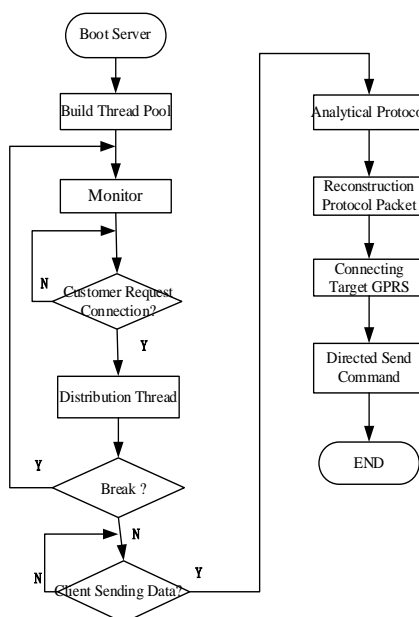 Boot Server
Build Thread Pool
Monitor
N
Customer Request
Connection?
Y
Distribution Thread
Y
Break ?
N
N
Client Sending Data?
Y
Analytical Protocol
Reconstruction
Protocol Packet
Connecting
Target GPRS
Directed Send
Command
END